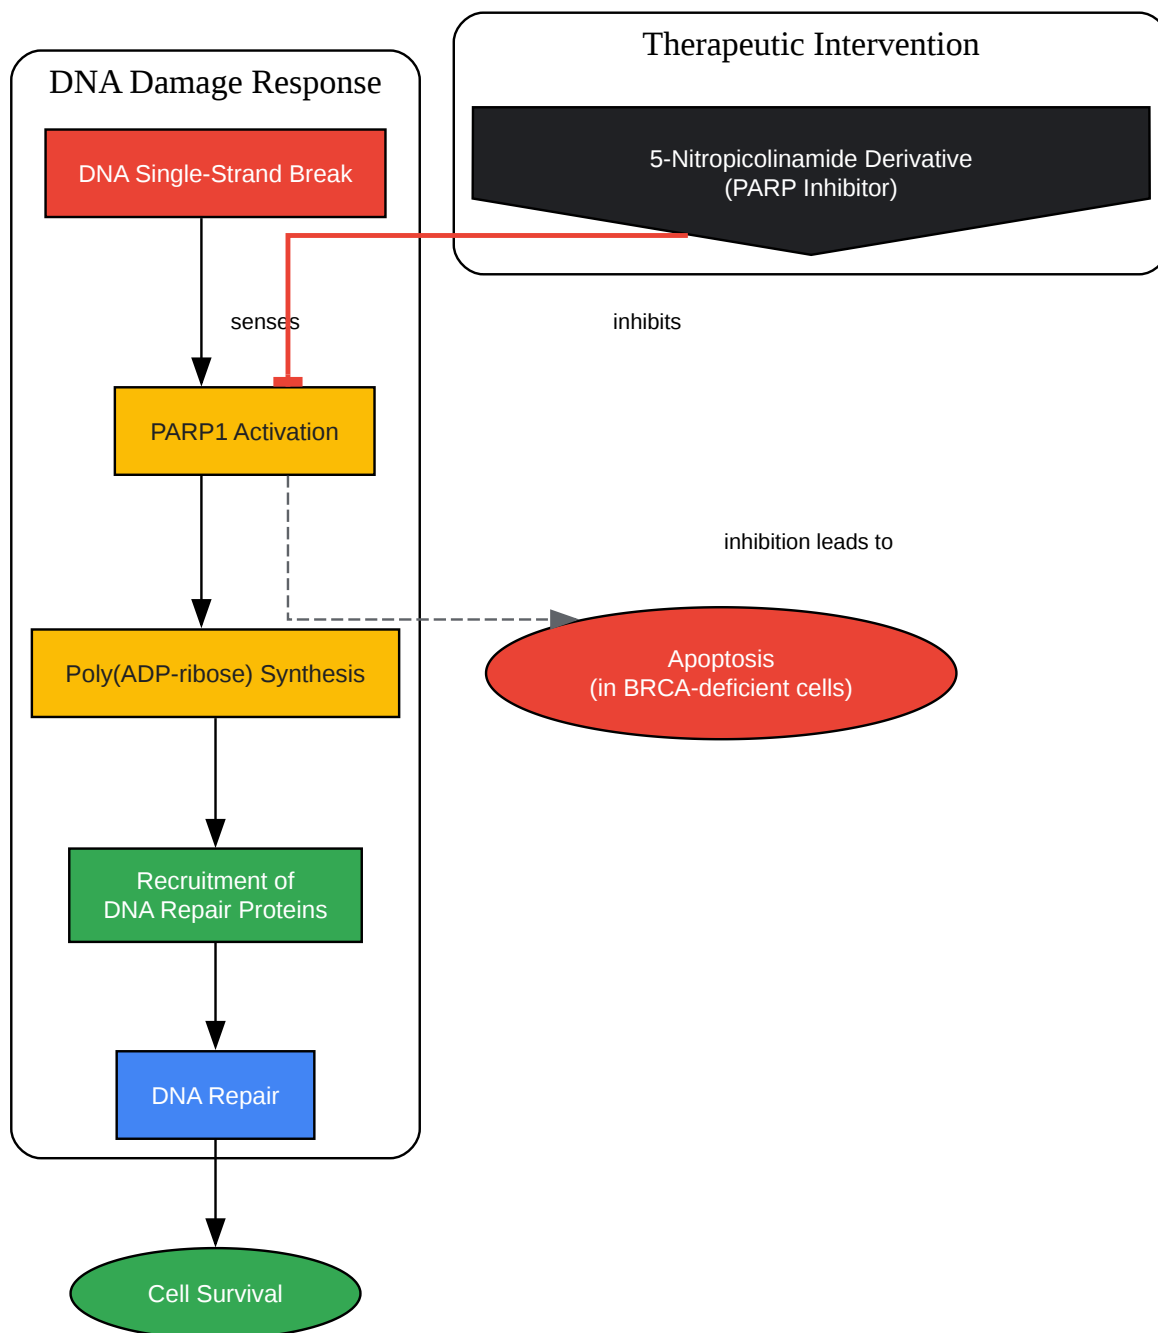 Therapeutic Intervention
DNA Damage Response
5-Nitropicolinamide Derivative
(PARP Inhibitor)
DNA Single-Strand Break
senses
inhibits
PARP1 Activation
inhibition leads to
Poly(ADP-ribose) Synthesis
Apoptosis
(in BRCA-deficient cells)
Recruitment of
DNA Repair Proteins
DNA Repair
Cell Survival